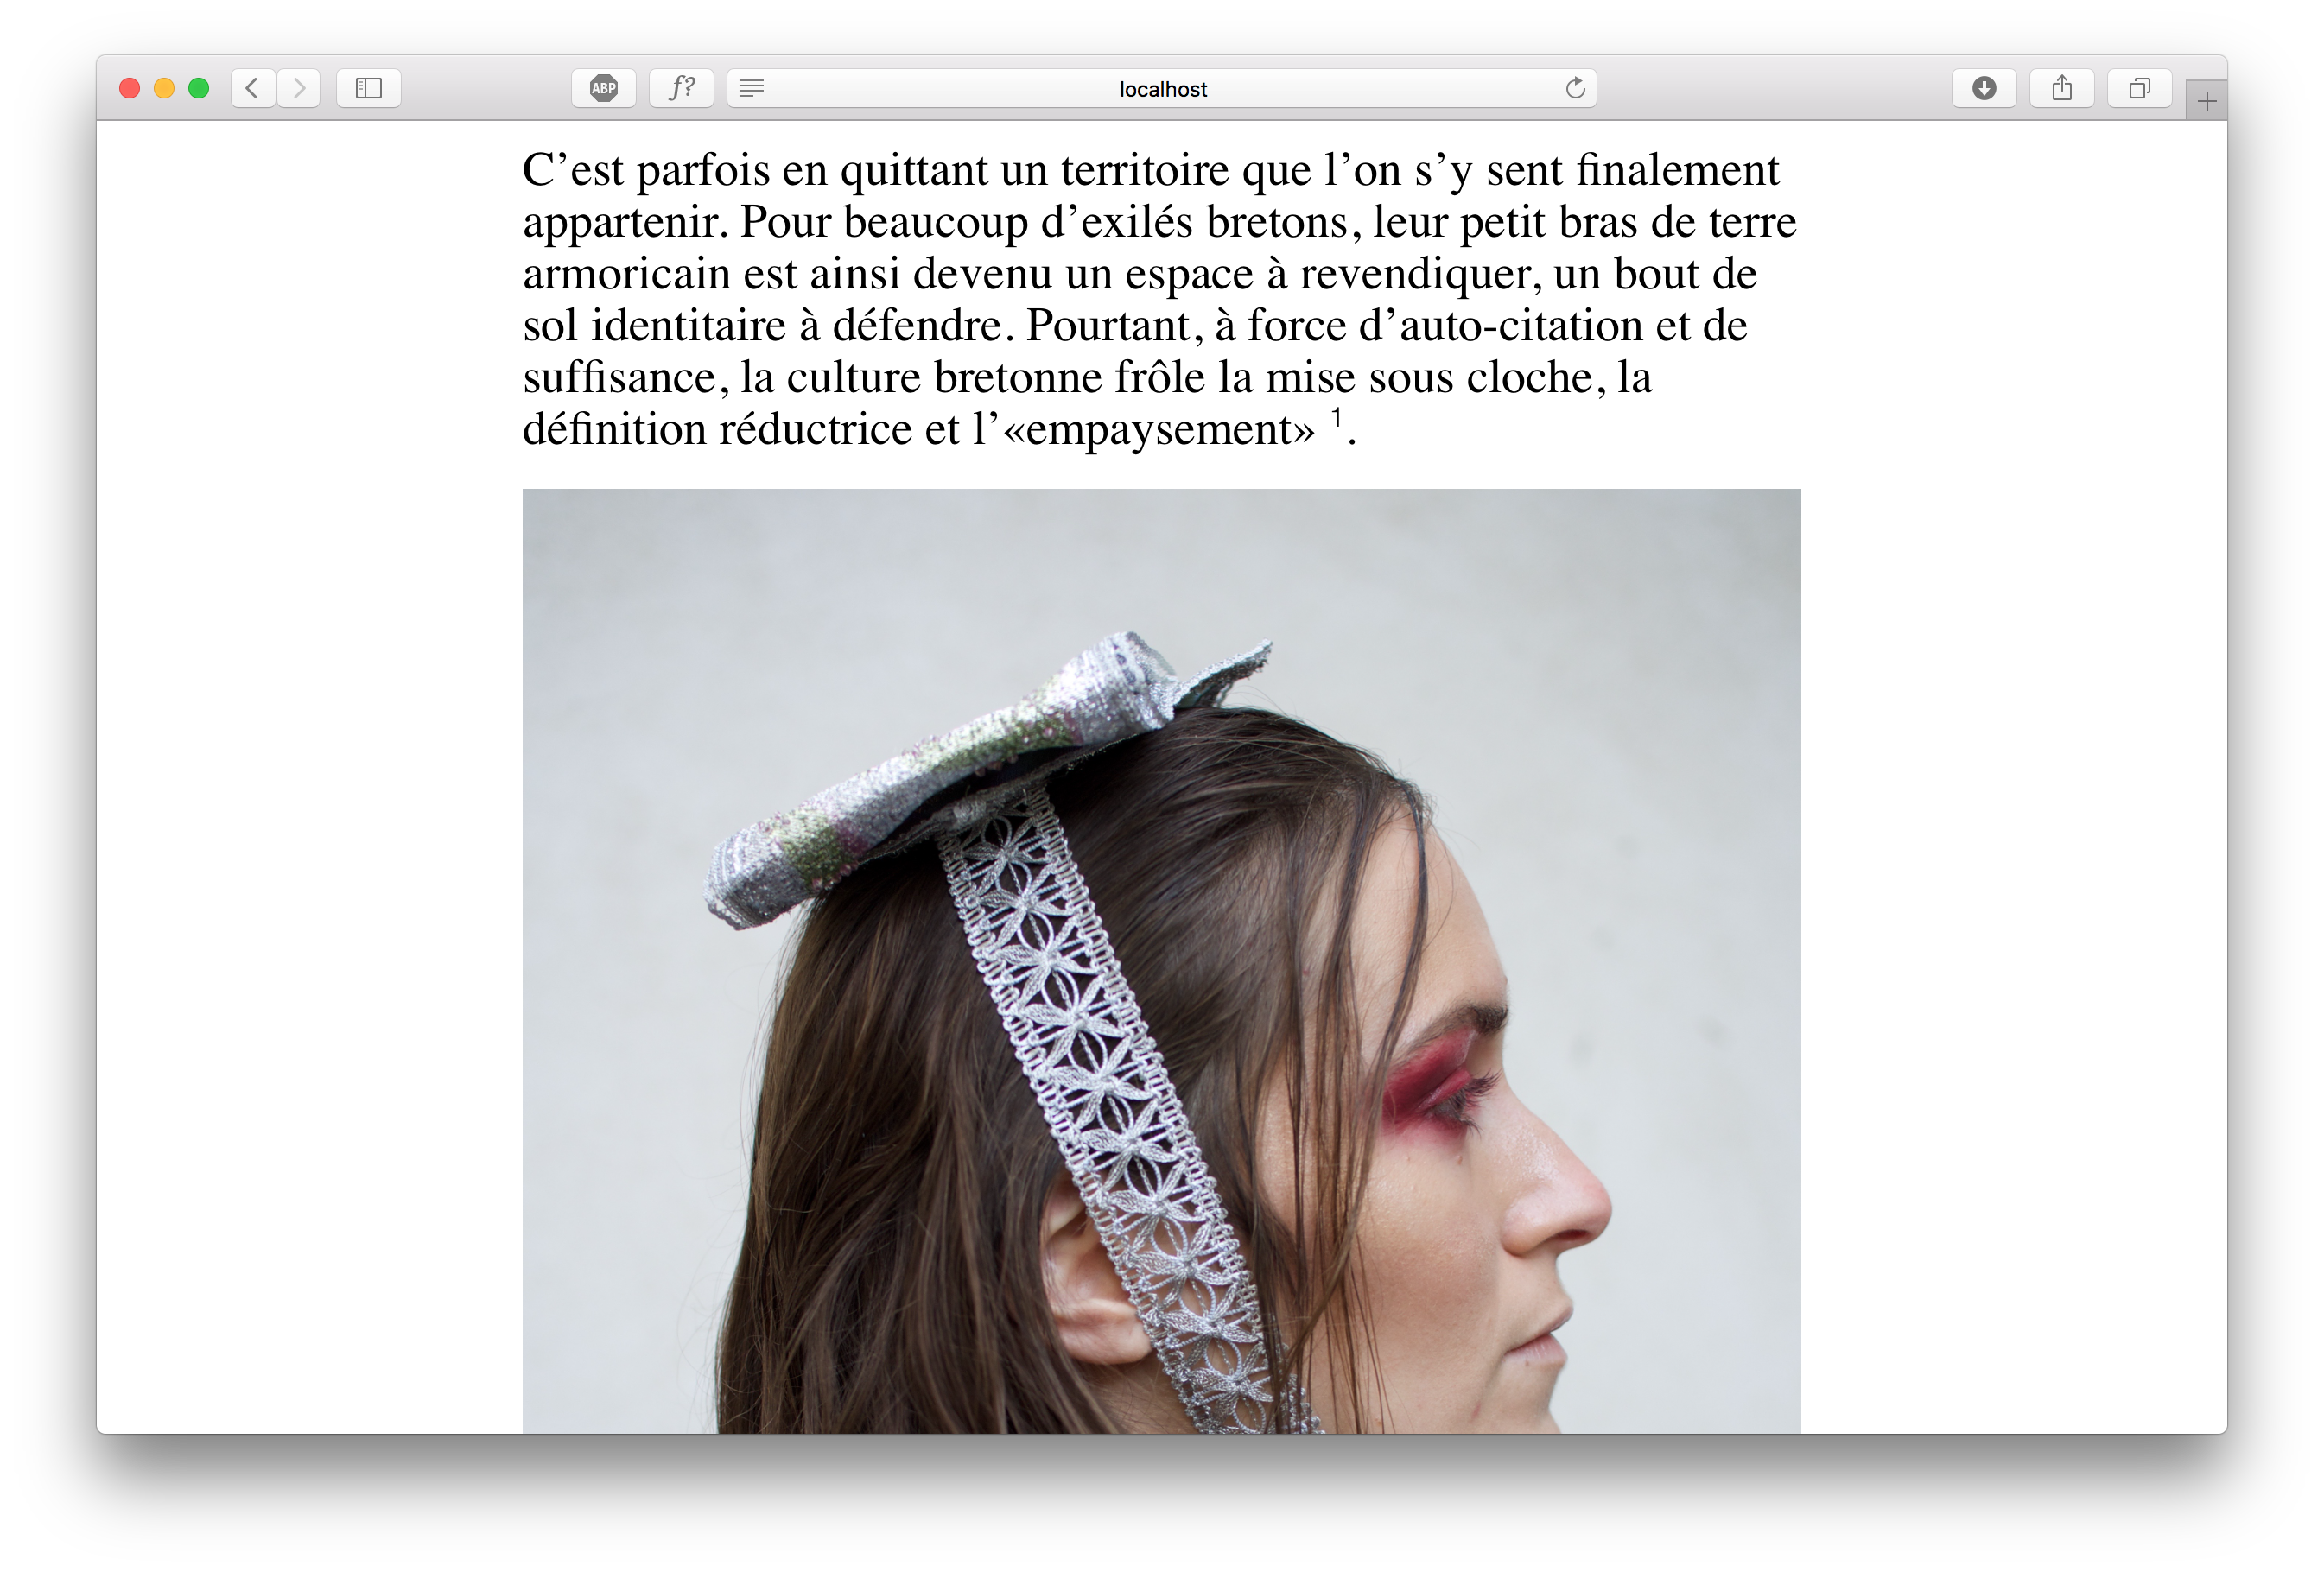 ABP
f?
localhost
C’est parfois en quittant un territoire que l’on s’y sent finalement
appartenir. Pour beaucoup d’exilés bretons, leur petit bras de terre
armoricain est ainsi devenu un espace à revendiquer, un bout de
sol identitaire à défendre. Pourtant, à force d’auto-citation et de
suffisance, la culture bretonne frôle la mise sous cloche, la
définition réductrice et l’«empaysement» 1.